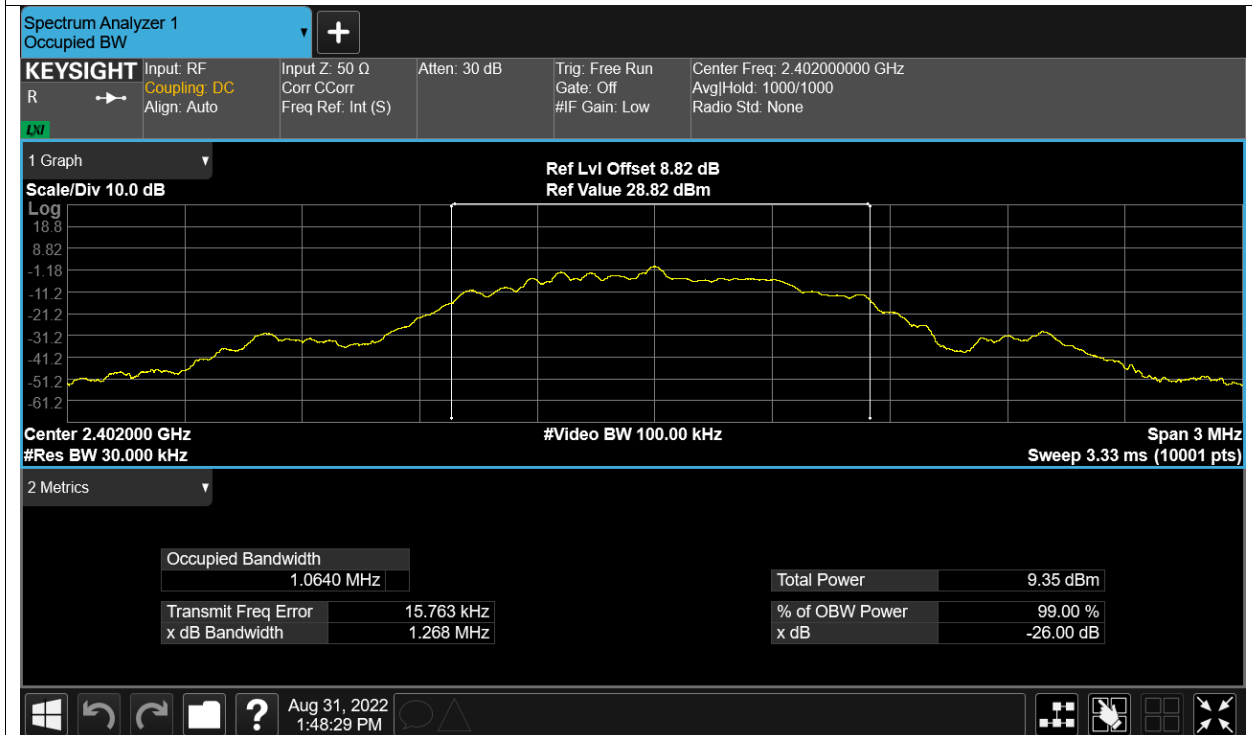 Spectrum Analyzer 1
Occupied BW
+
KEYSIGHT
R
LXI
Input: RF
Coupling: DC
Align: Auto
Input Z: 50 Ω
Corr CCorr
Freq Ref: Int (S)
Atten: 30 dB
Trig: Free Run
Gate: Off
#IF Gain: Low
Center Freq: 2.402000000 GHz
Avg|Hold: 1000/1000
Radio Std: None
1 Graph
Scale/Div 10.0 dB
Ref Lvl Offset 8.82 dB
Ref Value 28.82 dBm
Log
18.8
8.82
-1.18
-11.2
-21.2
-31.2
-41.2
-51.2
-61.2
Center 2.402000 GHz
#Video BW 100.00 kHz
Span 3 MHz
#Res BW 30.000 kHz
Sweep 3.33 ms (10001 pts)
2 Metrics
Occupied Bandwidth
1.0640 MHz
Total Power 9.35 dBm
Transmit Freq Error 15.763 kHz
% of OBW Power 99.00 %
x dB Bandwidth 1.268 MHz
x dB -26.00 dB
?
Aug 31, 2022
1:48:29 PM